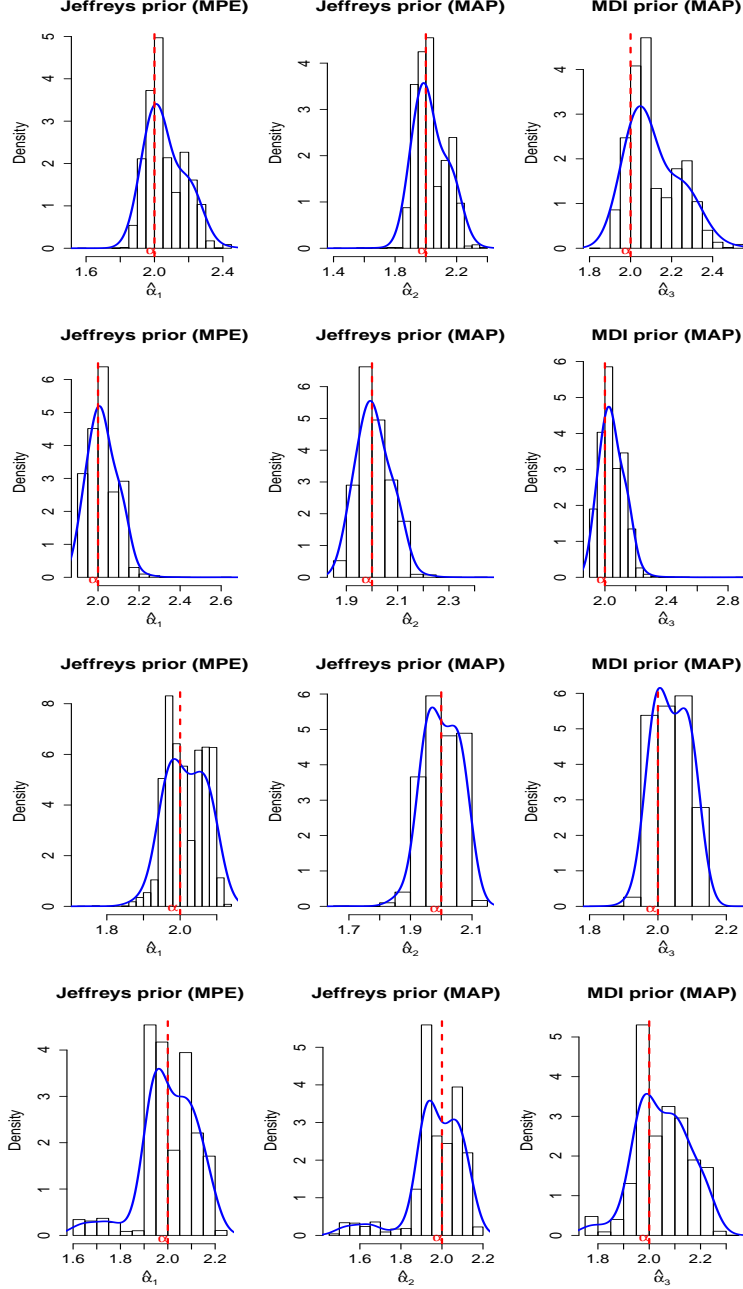 Jeffreys prior (MPE) Jeffreys prior (MAP) MDI prior (MAP)
Density 0 1 2 3 4 5 1.6 2.0 2.4 α α̂₁
Density 0 1 2 3 4 1.4 1.8 2.2 α α̂₂
Density 0 1 2 3 4 1.8 2.0 2.2 2.4 α α̂₃
Jeffreys prior (MPE) Jeffreys prior (MAP) MDI prior (MAP)
Density 0 1 2 3 4 5 6 2.0 2.2 2.4 2.6 α α̂₁
Density 0 1 2 3 4 5 6 1.9 2.1 2.3 α α̂₂
Density 0 1 2 3 4 5 6 2.0 2.4 2.8 α α̂₃
Jeffreys prior (MPE) Jeffreys prior (MAP) MDI prior (MAP)
Density 0 2 4 6 8 1.8 2.0 α α̂₁
Density 0 1 2 3 4 5 6 1.7 1.9 2.1 α α̂₂
Density 0 1 2 3 4 5 6 1.8 2.0 2.2 α α̂₃
Jeffreys prior (MPE) Jeffreys prior (MAP) MDI prior (MAP)
Density 0 1 2 3 4 1.6 1.8 2.0 2.2 α α̂₁
Density 0 1 2 3 4 5 1.6 1.8 2.0 2.2 α α̂₂
Density 0 1 2 3 4 5 1.8 2.0 2.2 α α̂₃